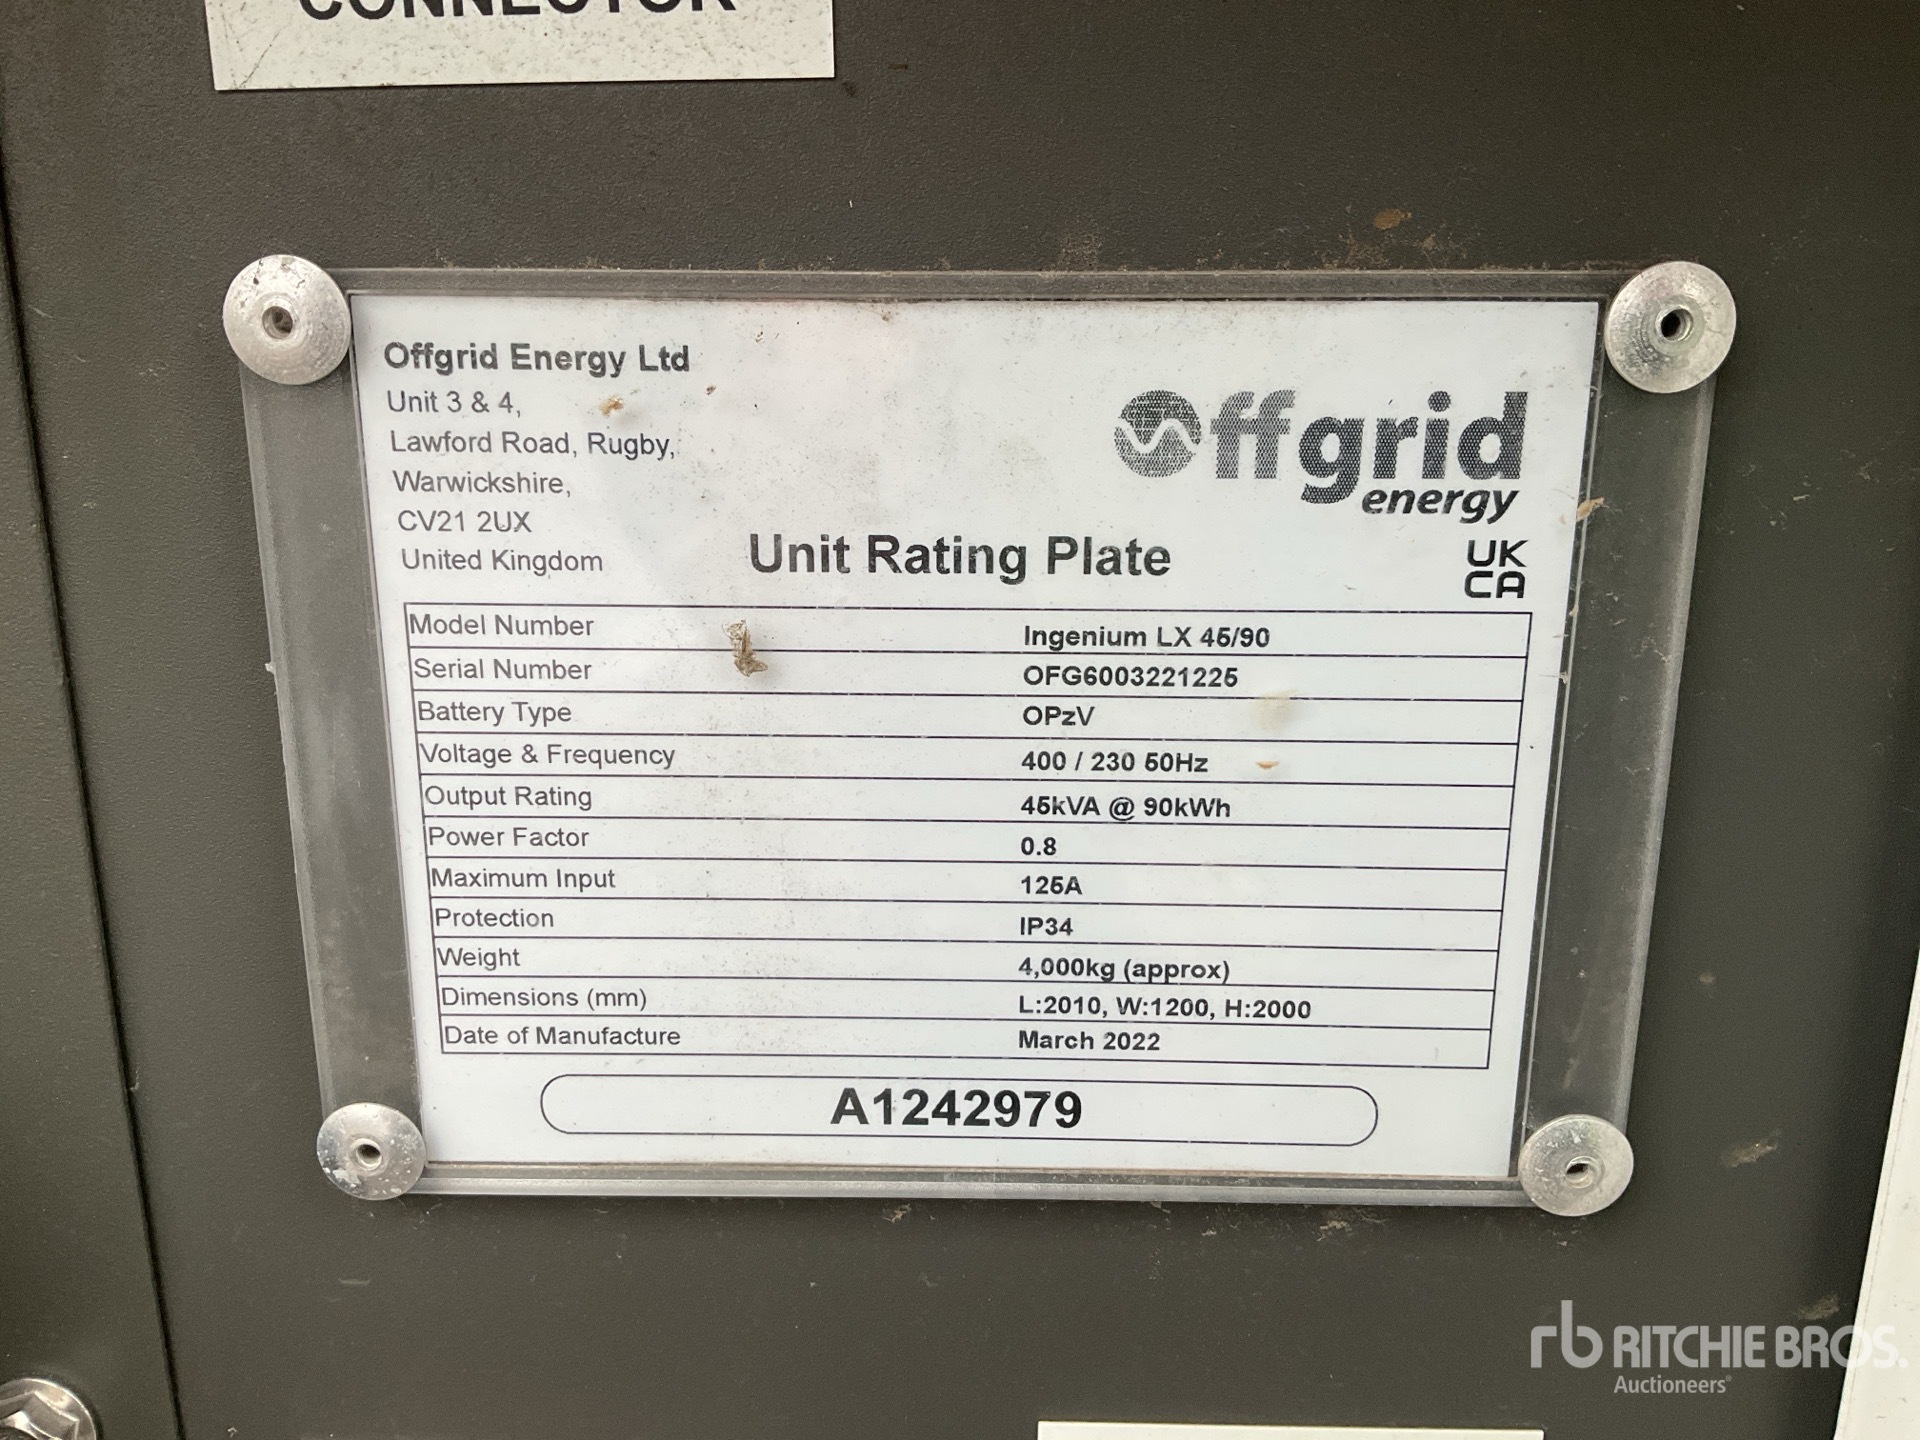 CONNECTOR
Offgrid Energy Ltd
Unit 3 & 4,
Lawford Road, Rugby,
Warwickshire,
CV21 2UX
United Kingdom
Offgrid
energy
Unit Rating Plate
UK
CA
Model Number Ingenium LX 45/90
Serial Number OFG6003221225
Battery Type OPzV
Voltage & Frequency 400 / 230 50Hz
Output Rating 45kVA @ 90kWh
Power Factor 0.8
Maximum Input 125A
Protection IP34
Weight 4,000kg (approx)
Dimensions (mm) L:2010, W:1200, H:2000
Date of Manufacture March 2022
A1242979
rb RITCHIE BROS.
Auctioneers®